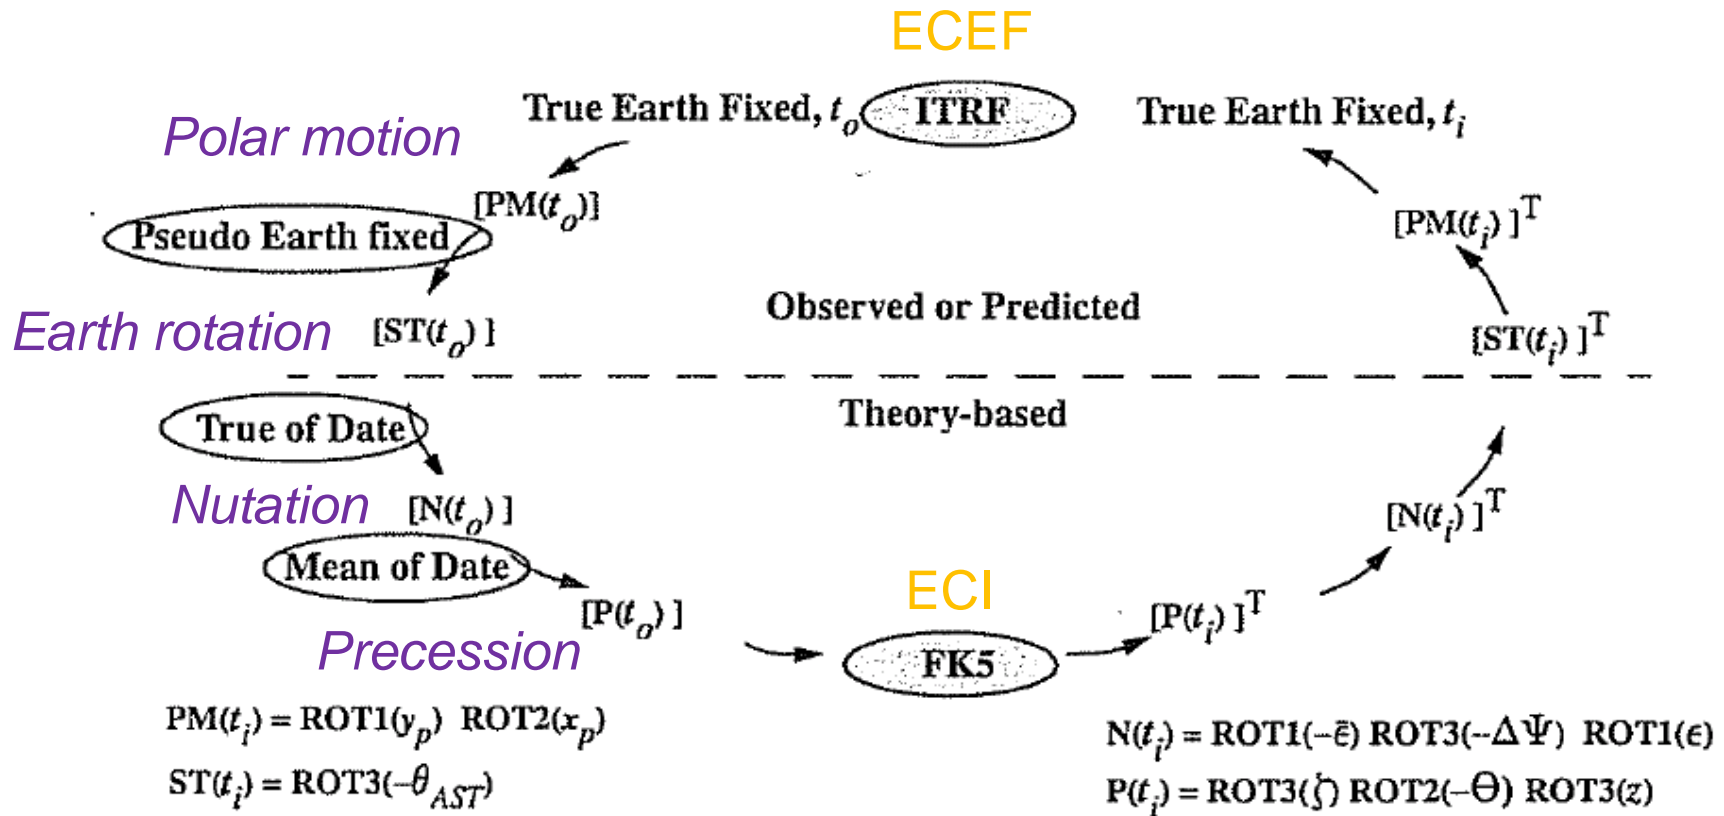 ECEF
True Earth Fixed, t_o ITRF True Earth Fixed, t_i
Polar motion
[PM(t_o)] [PM(t_i)]^T
Pseudo Earth fixed
Observed or Predicted
Earth rotation [ST(t_o)] [ST(t_i)]^T
Theory-based
True of Date
Nutation [N(t_o)] [N(t_i)]^T
Mean of Date
ECI
[P(t_o)] [P(t_i)]^T
Precession
FK5
PM(t_i) = ROT1(y_p) ROT2(x_p)
N(t_i) = ROT1(–ε̄) ROT3(–ΔΨ) ROT1(ϵ)
ST(t_i) = ROT3(–θ_AST)
P(t_i) = ROT3(ζ) ROT2(–Θ) ROT3(z)